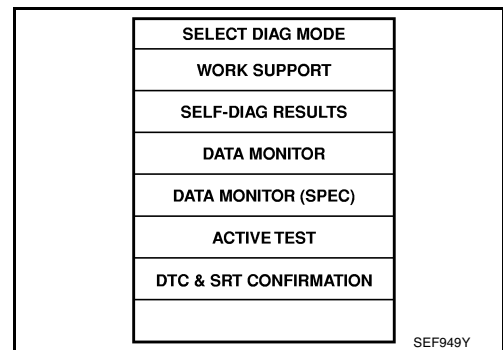 SELECT DIAG MODE
WORK SUPPORT
SELF-DIAG RESULTS
DATA MONITOR
DATA MONITOR (SPEC)
ACTIVE TEST
DTC & SRT CONFIRMATION
SEF949Y